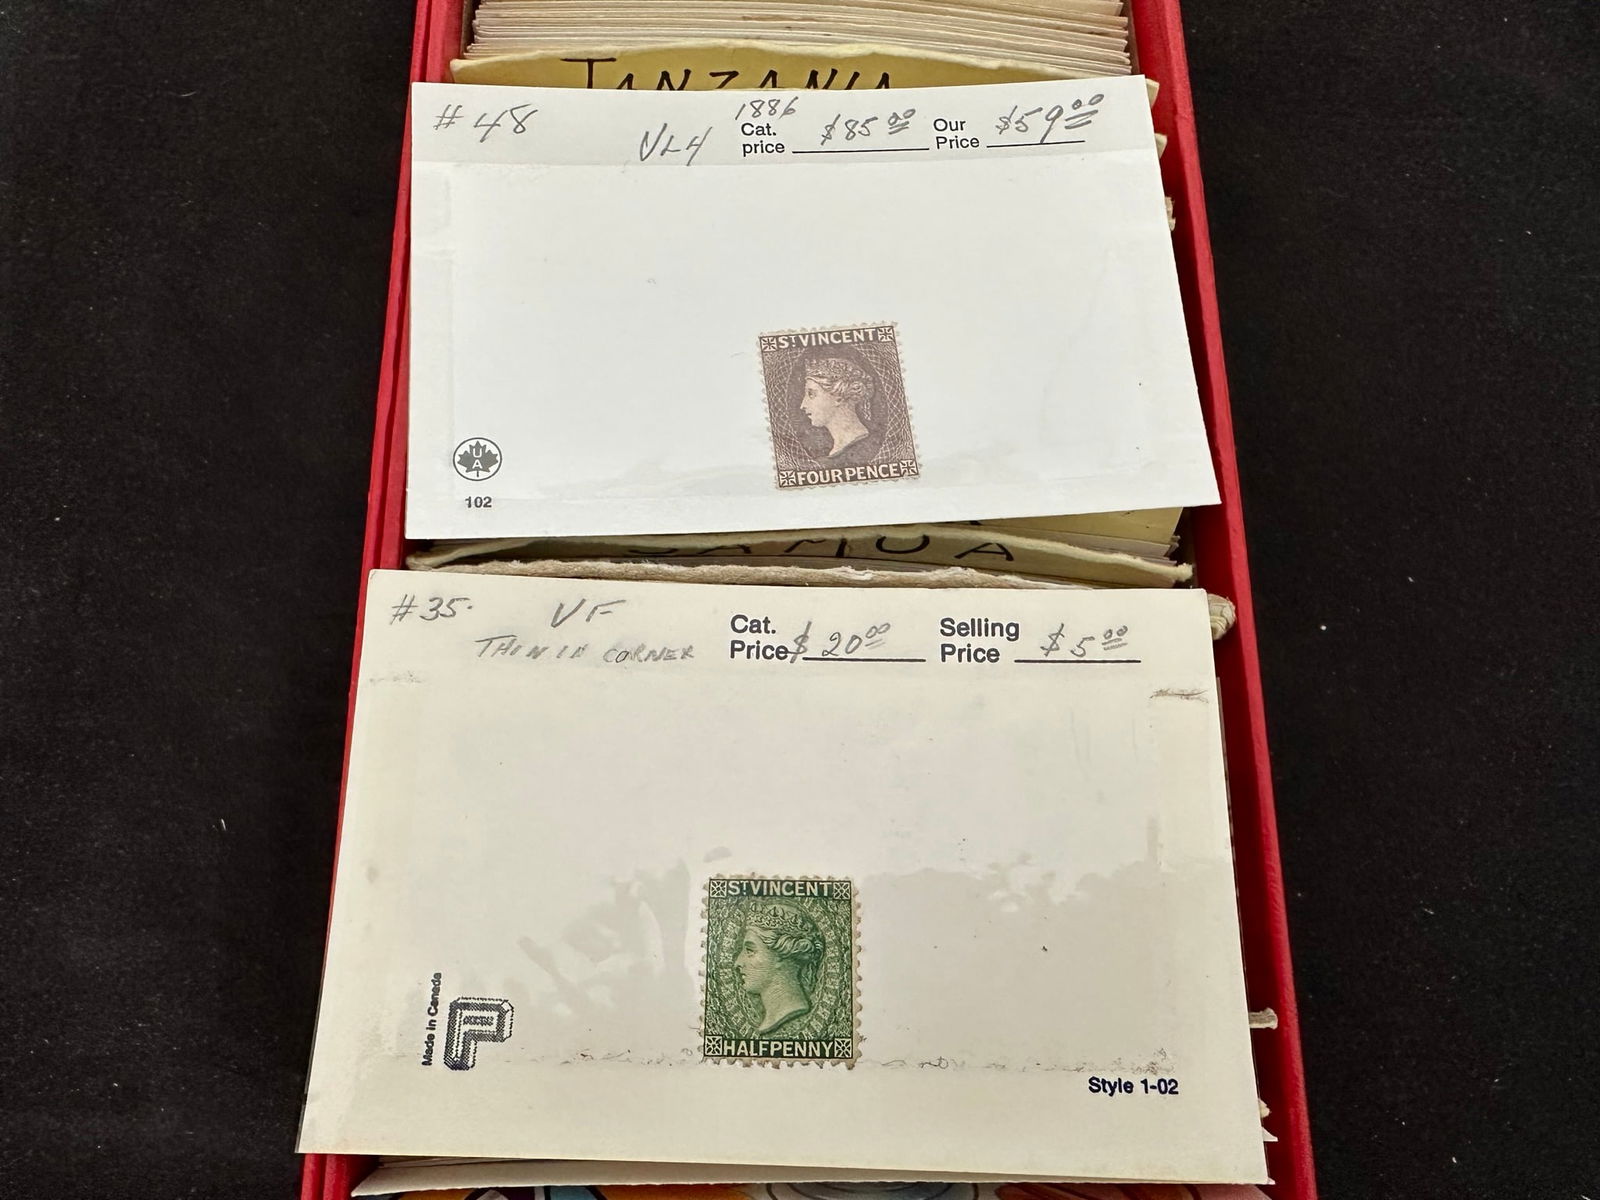 TANZANIA
#48 1886
VLH Cat. price $85.00 Our Price $59.00
ST VINCENT
FOUR PENCE
UA
102
SAMOA
#35. VF Cat. Price $20.00 Selling Price $5.00
THIN IN CORNER
ST VINCENT
HALFPENNY
Made in Canada
P
Style 1-02